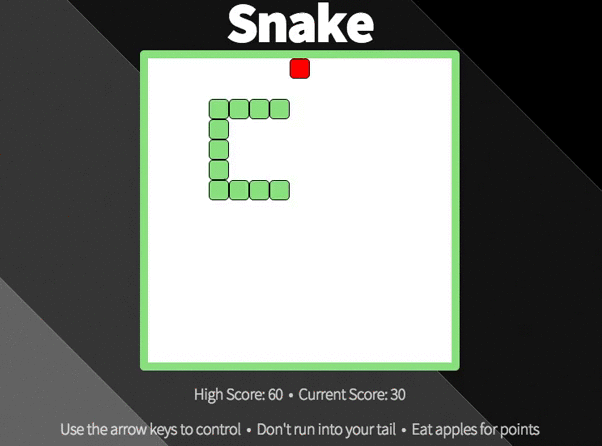 Snake
High Score: 60 • Current Score: 30
Use the arrow keys to control • Don't run into your tail • Eat apples for points